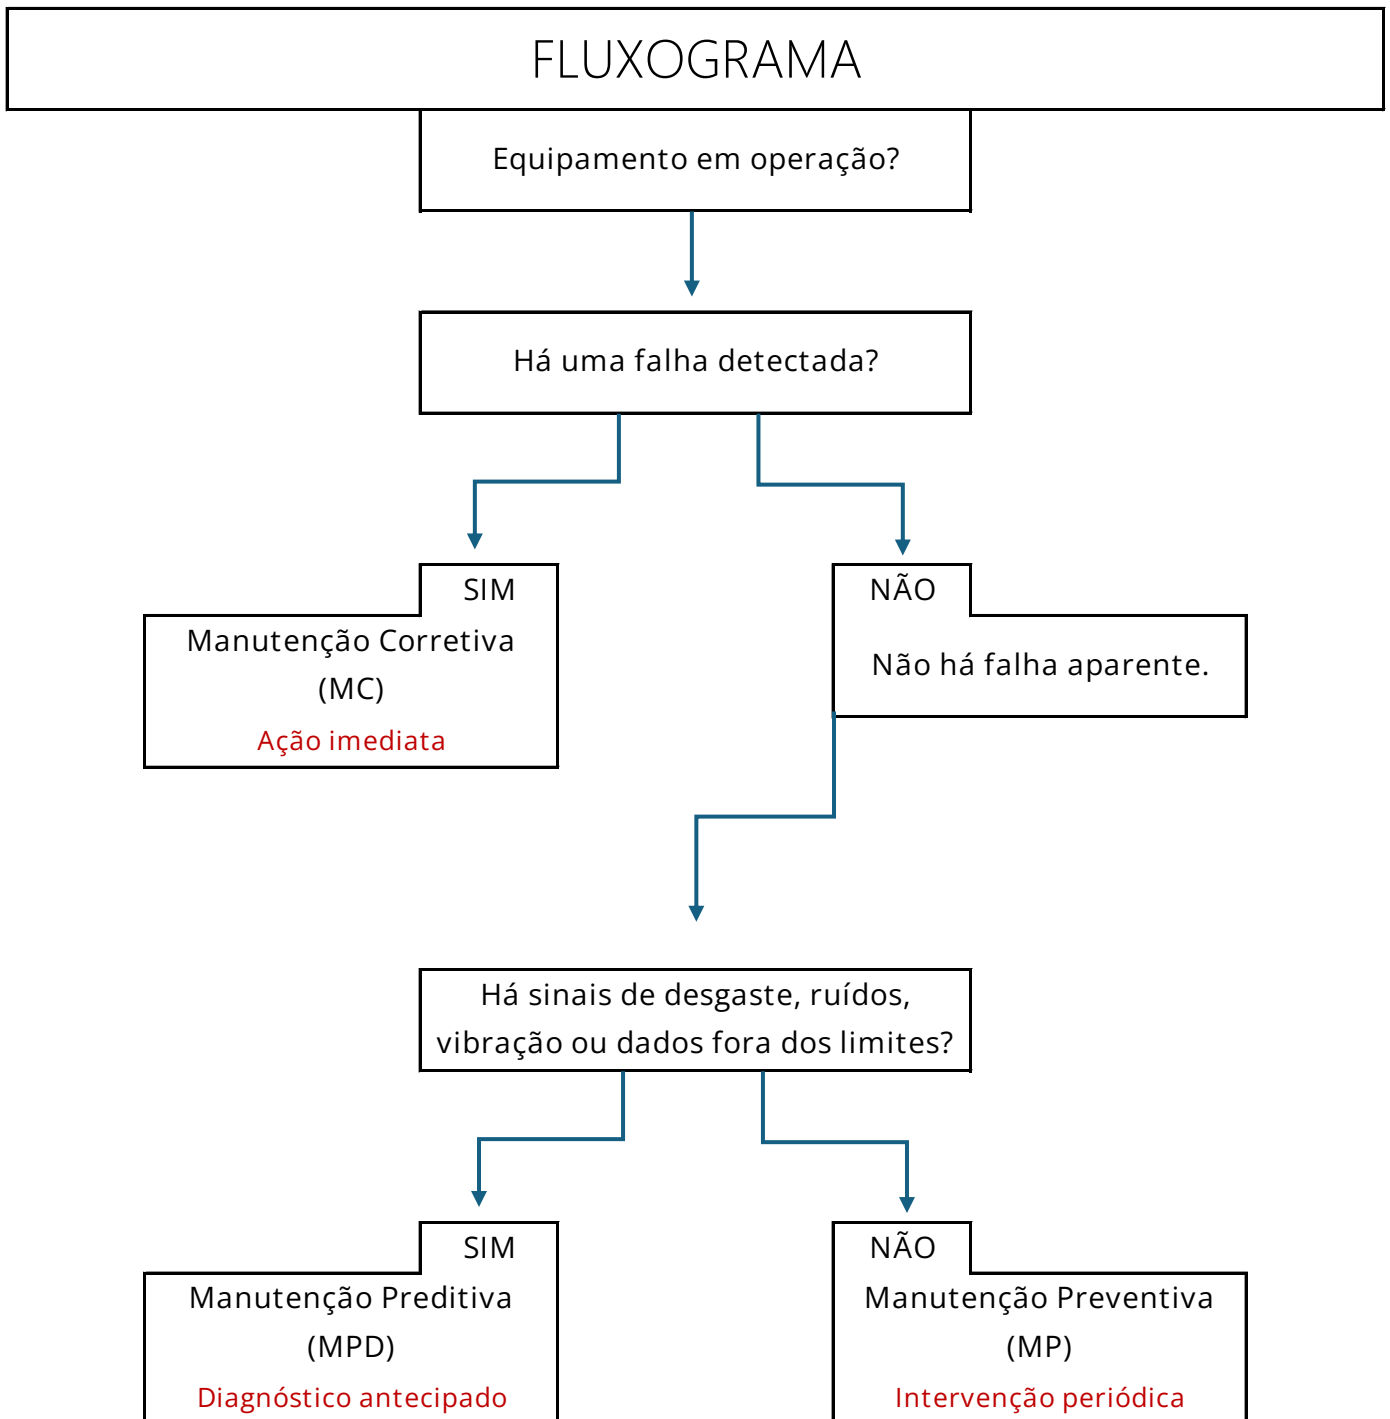 FLUXOGRAMA
Equipamento em operação?
Há uma falha detectada?
SIM
Manutenção Corretiva
(MC)
Ação imediata
NÃO
Não há falha aparente.
Há sinais de desgaste, ruídos,
vibração ou dados fora dos limites?
SIM
Manutenção Preditiva
(MPD)
Diagnóstico antecipado
NÃO
Manutenção Preventiva
(MP)
Intervenção periódica